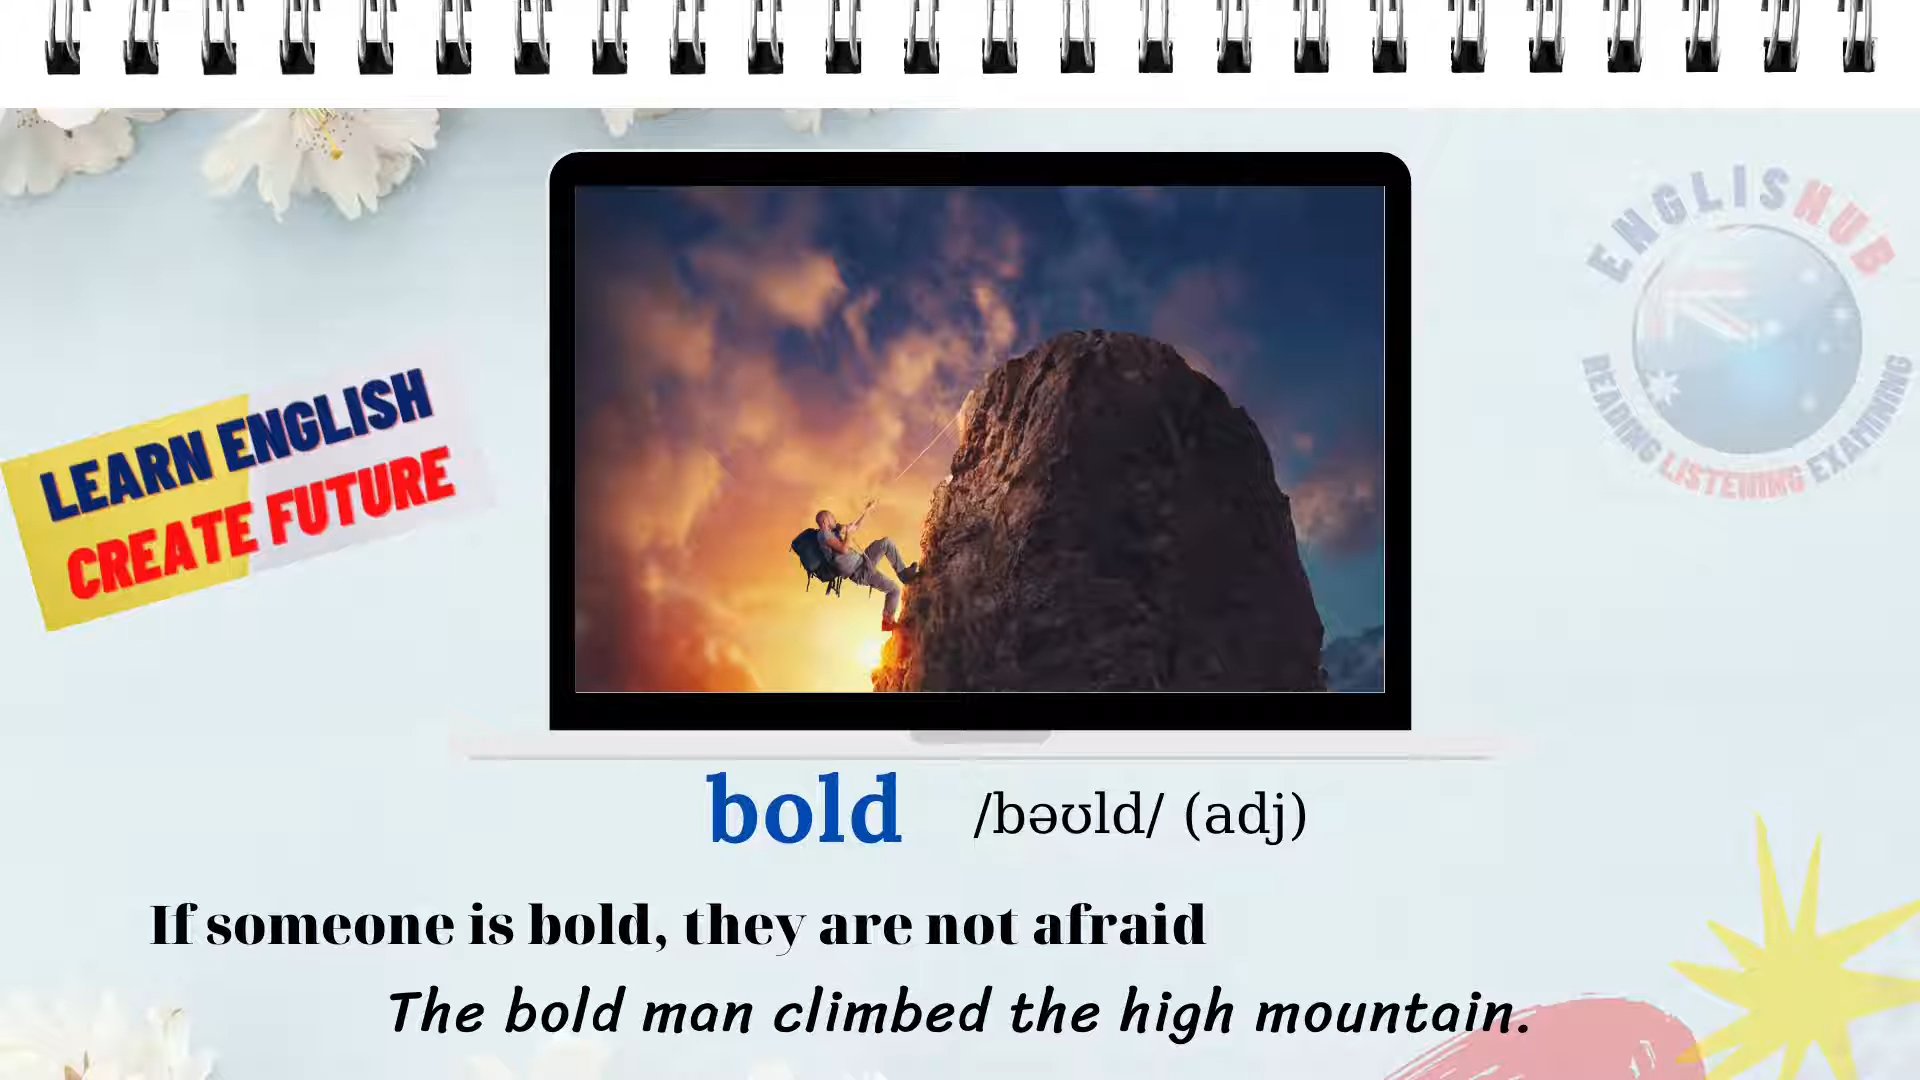 ENGLISHUB
READING LISTENING EXAMINING
LEARN ENGLISH
CREATE FUTURE
bold /bəʊld/ (adj)
If someone is bold, they are not afraid
The bold man climbed the high mountain.